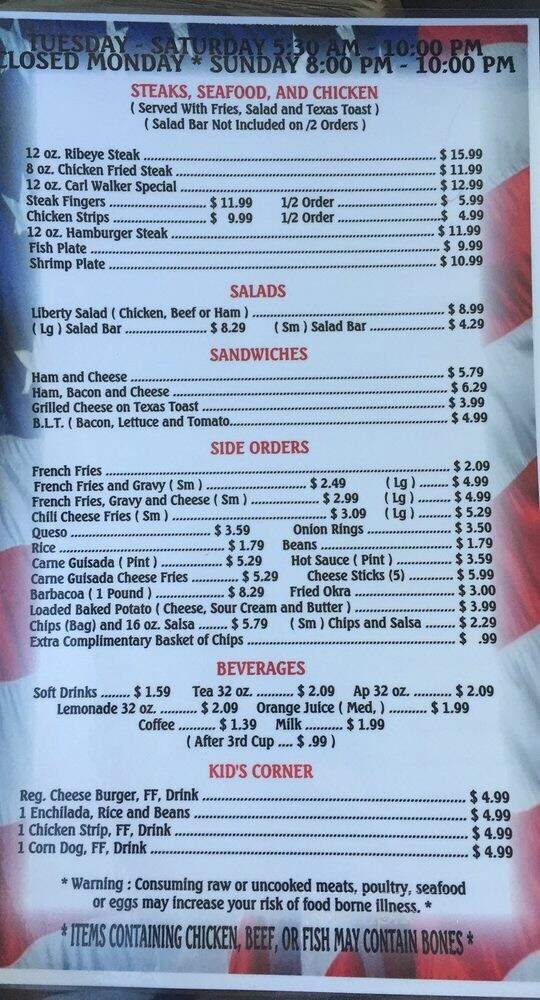 TUESDAY - SATURDAY 5:30 AM - 10:00 PM
CLOSED MONDAY * SUNDAY 8:00 PM - 10:00 PM
STEAKS, SEAFOOD, AND CHICKEN
( Served With Fries, Salad and Texas Toast )
( Salad Bar Not Included on /2 Orders )
12 oz. Ribeye Steak ........ $ 15.99
8 oz. Chicken Fried Steak ........ $ 11.99
12 oz. Carl Walker Special ........ $ 12.99
Steak Fingers ........ $ 11.99 1/2 Order ........ $ 5.99
Chicken Strips ........ $ 9.99 1/2 Order ........ $ 4.99
12 oz. Hamburger Steak ........ $ 11.99
Fish Plate ........ $ 9.99
Shrimp Plate ........ $ 10.99
SALADS
Liberty Salad ( Chicken, Beef or Ham ) ........ $ 8.99
( Lg ) Salad Bar ........ $ 8.29 ( Sm ) Salad Bar ........ $ 4.29
SANDWICHES
Ham and Cheese ........ $ 5.79
Ham, Bacon and Cheese ........ $ 6.29
Grilled Cheese on Texas Toast ........ $ 3.99
B.L.T. ( Bacon, Lettuce and Tomato........ $ 4.99
SIDE ORDERS
French Fries ........ $ 2.09
French Fries and Gravy ( Sm ) ........ $ 2.49 ( Lg ) ........ $ 4.99
French Fries, Gravy and Cheese ( Sm ) ........ $ 2.99 ( Lg ) ........ $ 4.99
Chili Cheese Fries ( Sm ) ........ $ 3.09 ( Lg ) ........ $ 5.29
Queso ........ $ 3.59 Onion Rings ........ $ 3.50
Rice ........ $ 1.79 Beans ........ $ 1.79
Carne Guisada ( Pint ) ........ $ 5.29 Hot Sauce ( Pint ) ........ $ 3.59
Carne Guisada Cheese Fries ........ $ 5.29 Cheese Sticks (5) ........ $ 5.99
Barbacoa ( 1 Pound ) ........ $ 8.29 Fried Okra ........ $ 3.00
Loaded Baked Potato ( Cheese, Sour Cream and Butter ) ........ $ 3.99
Chips (Bag) and 16 oz. Salsa ........ $ 5.79 ( Sm ) Chips and Salsa ........ $ 2.29
Extra Complimentary Basket of Chips ........ $ .99
BEVERAGES
Soft Drinks ........ $ 1.59 Tea 32 oz. ........ $ 2.09 Ap 32 oz. ........ $ 2.09
Lemonade 32 oz. ........ $ 2.09 Orange Juice ( Med, ) ........ $ 1.99
Coffee ........ $ 1.39 Milk ........ $ 1.99
( After 3rd Cup .... $ .99 )
KID'S CORNER
Reg. Cheese Burger, FF, Drink ........ $ 4.99
1 Enchilada, Rice and Beans ........ $ 4.99
1 Chicken Strip, FF, Drink ........ $ 4.99
1 Corn Dog, FF, Drink ........ $ 4.99
* Warning : Consuming raw or uncooked meats, poultry, seafood
or eggs may increase your risk of food borne illness. *
* ITEMS CONTAINING CHICKEN, BEEF, OR FISH MAY CONTAIN BONES *